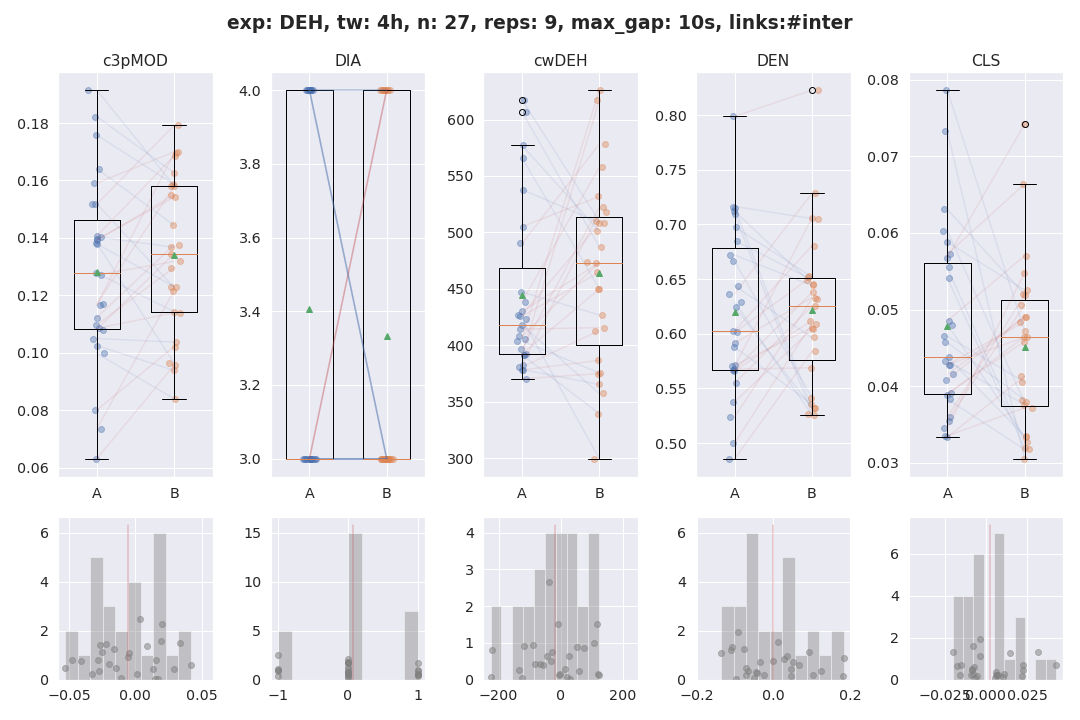 exp: DEH, tw: 4h, n: 27, reps: 9, max_gap: 10s, links:#inter
c3pMOD DIA cwDEH DEN CLS
0.18 0.16 0.14 0.12 0.10 0.08 0.06
A B
4.0 3.8 3.6 3.4 3.2 3.0
A B
600 550 500 450 400 350 300
A B
0.80 0.75 0.70 0.65 0.60 0.55 0.50
A B
0.08 0.07 0.06 0.05 0.04 0.03
A B
6 4 2 0
−0.05 0.00 0.05
15 10 5 0
−1 0 1
4 3 2 1 0
−200 0 200
6 4 2 0
−0.2 0.0 0.2
6 4 2 0
−0.025 0.000 0.025